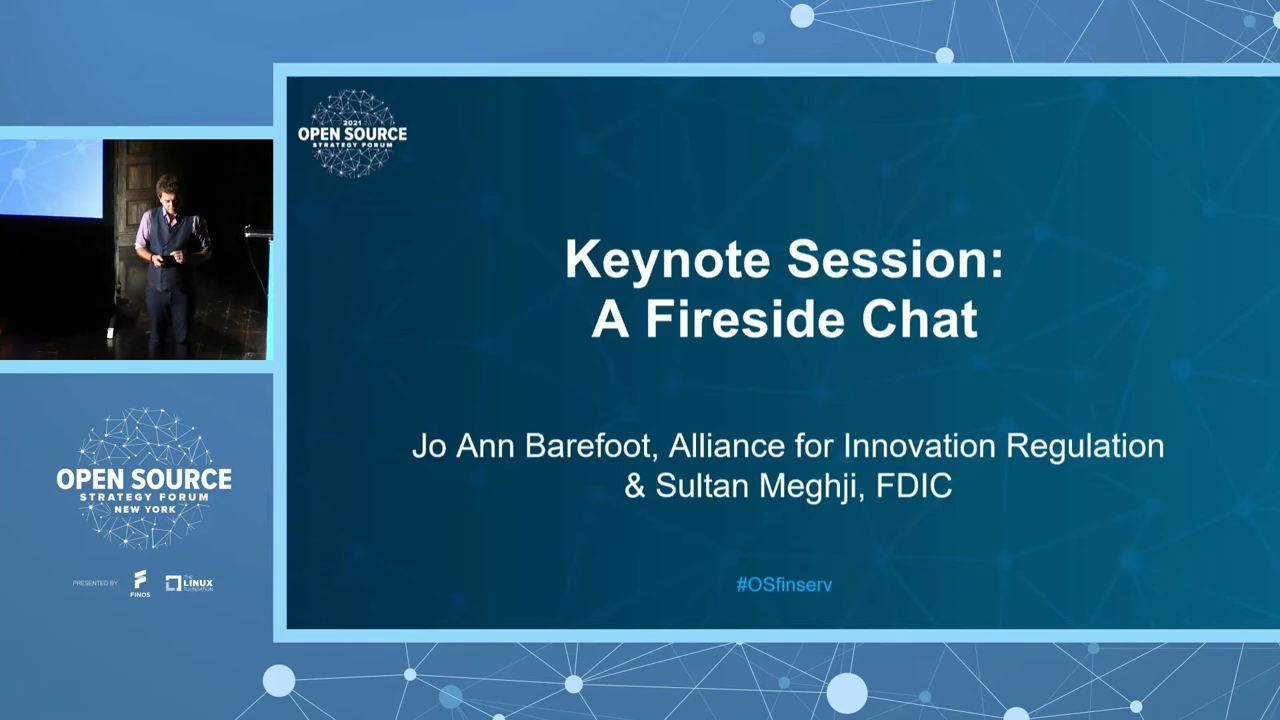 2021
OPEN SOURCE
STRATEGY FORUM
Keynote Session:
A Fireside Chat
Jo Ann Barefoot, Alliance for Innovation Regulation
& Sultan Meghji, FDIC
#OSfinserv
OPEN SOURCE
STRATEGY FORUM
NEW YORK
PRESENTED BY
FINOS
THE
LINUX
FOUNDATION